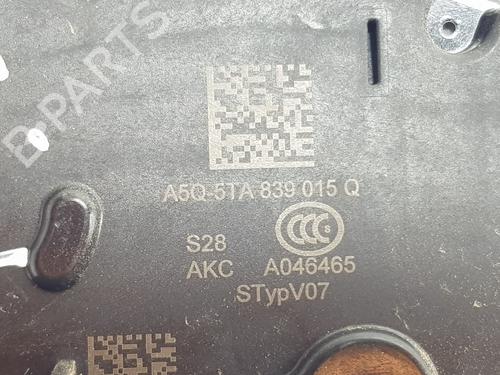 B-PARTS
A5Q-5TA 839 015 Q
CCC S
S28
AKC A046465
STypV07